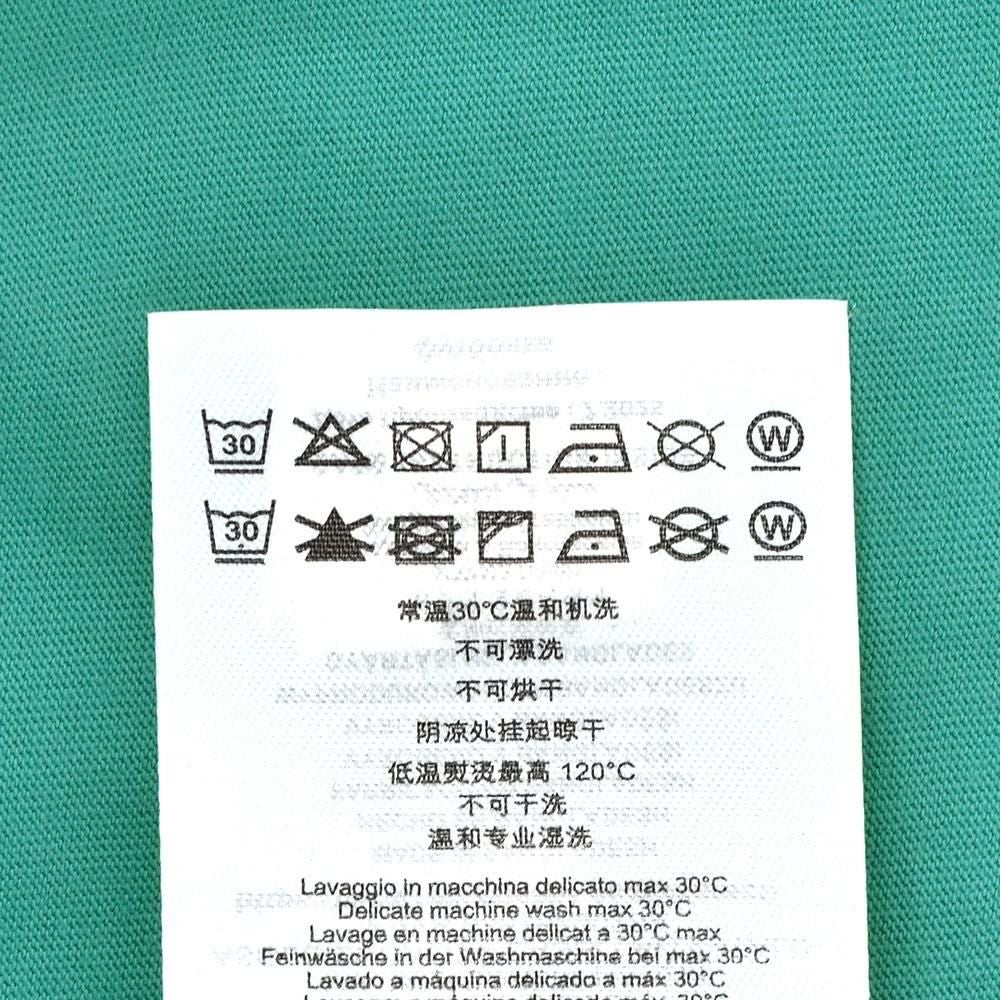 30 W
30 W
常温30°C温和机洗
不可漂洗
不可烘干
阴凉处挂起晾干
低温熨烫最高 120°C
不可干洗
温和专业湿洗
Lavaggio in macchina delicato max 30°C
Delicate machine wash max 30°C
Lavage en machine delicat a 30°C max
Feinwäsche in der Washmaschine bei max 30°C
Lavado a máquina delicado a máx 30°C